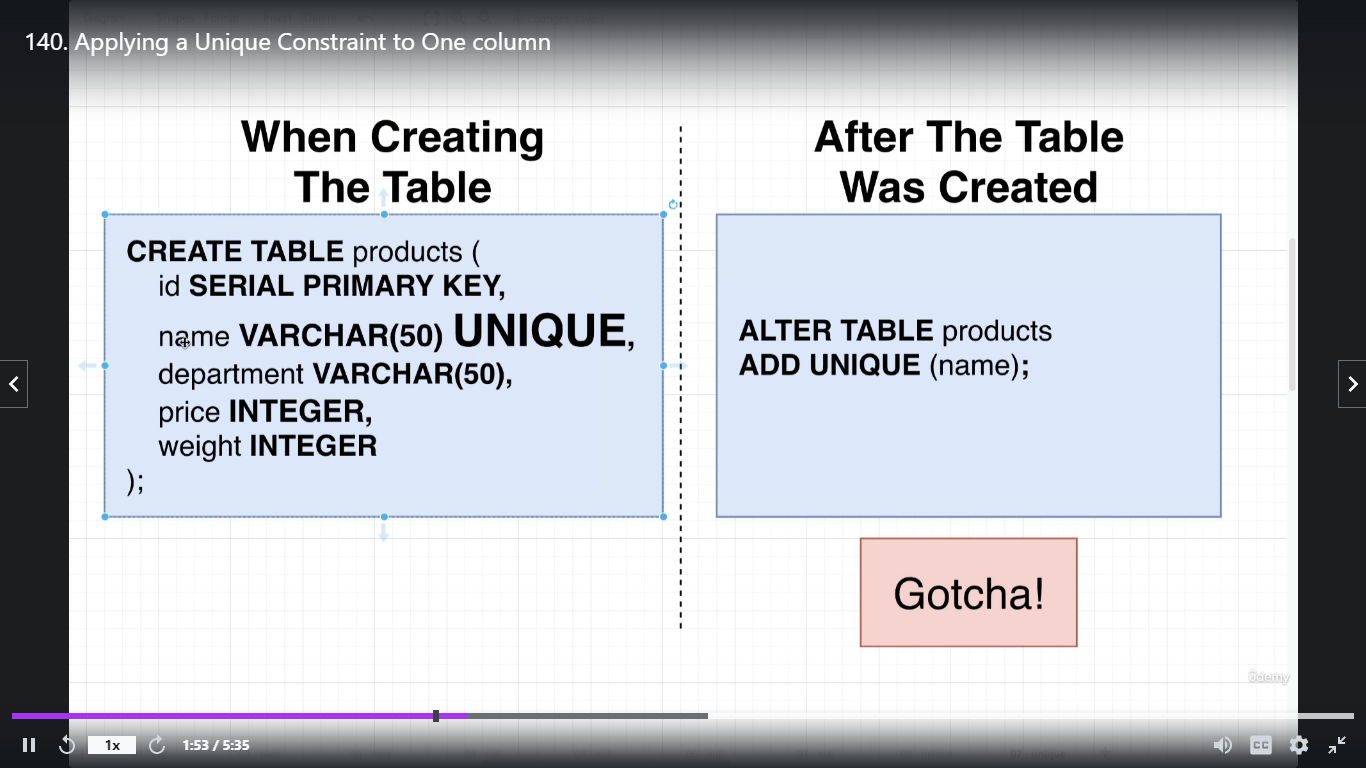 140. Applying a Unique Constraint to One column
When Creating
The Table
CREATE TABLE products (
id SERIAL PRIMARY KEY,
name VARCHAR(50) UNIQUE,
department VARCHAR(50),
price INTEGER,
weight INTEGER
);
After The Table
Was Created
ALTER TABLE products
ADD UNIQUE (name);
Gotcha!
ûdemy
1x
1:53 / 5:35
CC